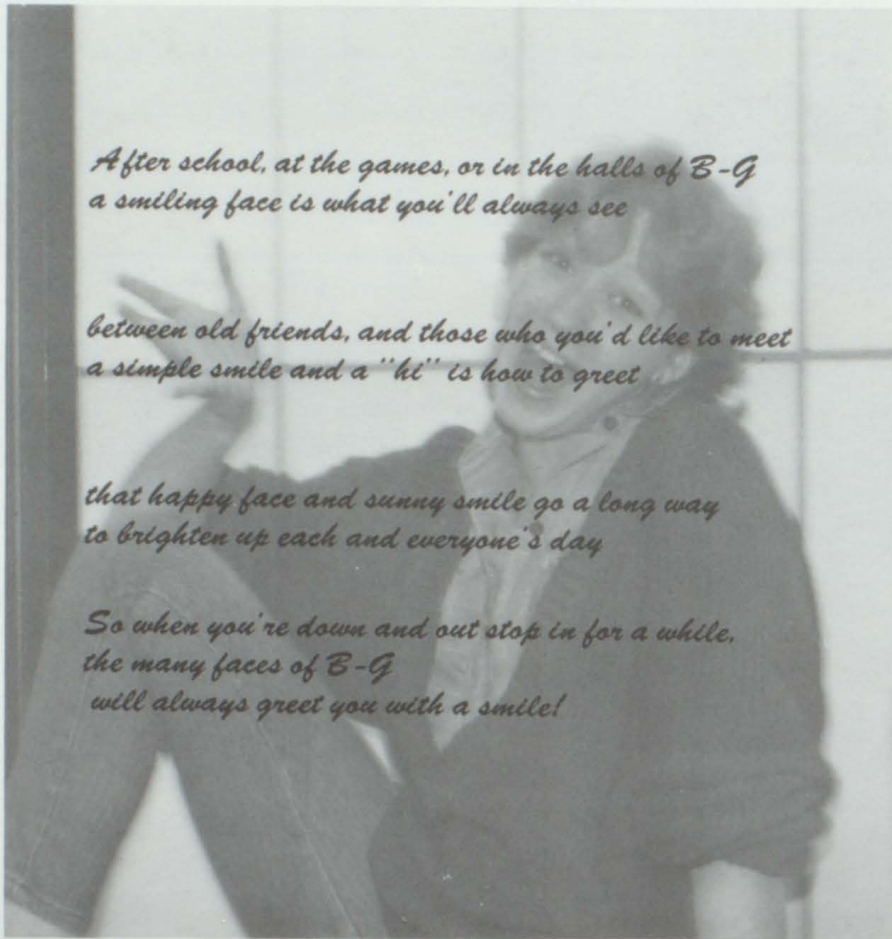 After school, at the games, or in the halls of B-G
a smiling face is what you'll always see
between old friends, and those who you'd like to meet
a simple smile and a "hi" is how to greet
that happy face and sunny smile go a long way
to brighten up each and everyone's day
So when you're down and out stop in for a while,
the many faces of B-G
will always greet you with a smile!